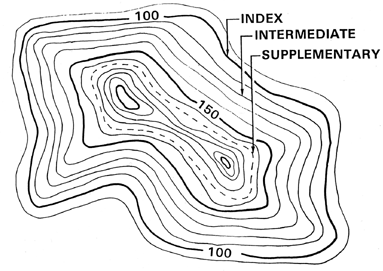 100
INDEX
INTERMEDIATE
SUPPLEMENTARY
150
100